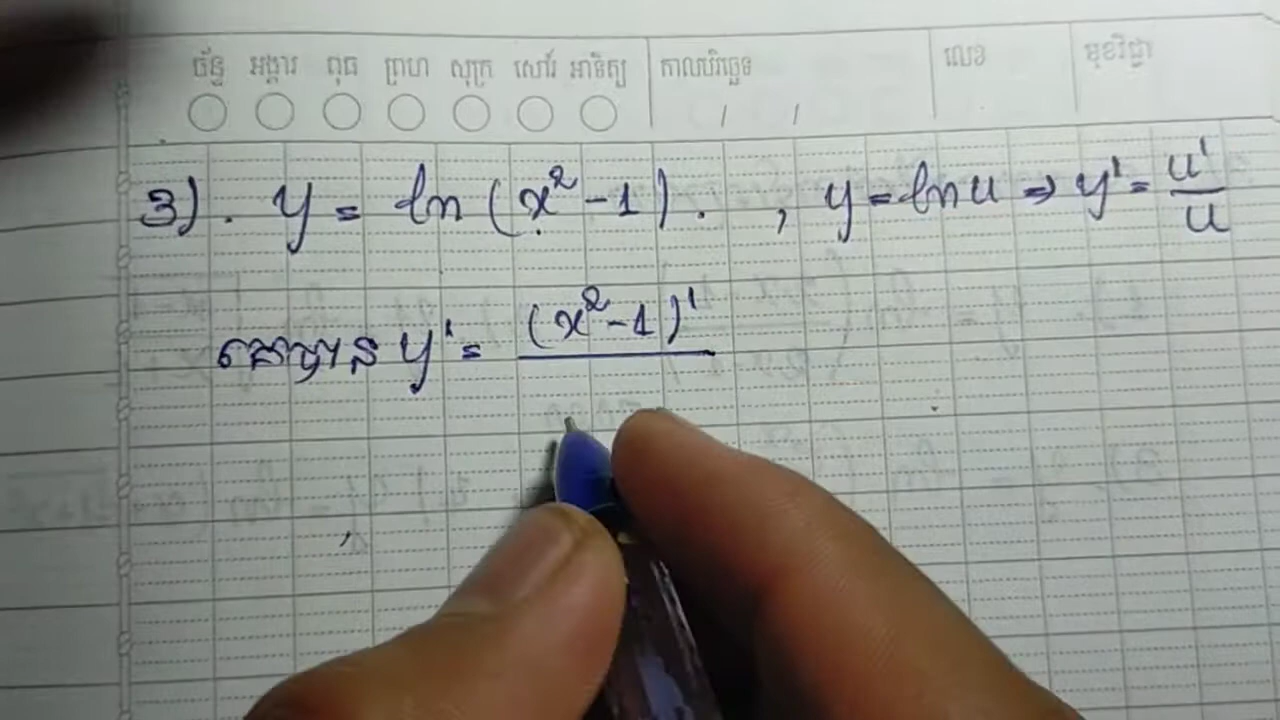 ច័ន្ទ អង្គារ ពុធ ព្រហ សុក្រ សៅរ៍ អាទិត្យ កាលបរិច្ឆេទ លេខ មុខវិជ្ជា
/ /
3). y = ln (x² - 1). , y = ln u ⇒ y' = u'/u
គេបាន y' = (x² - 1)'